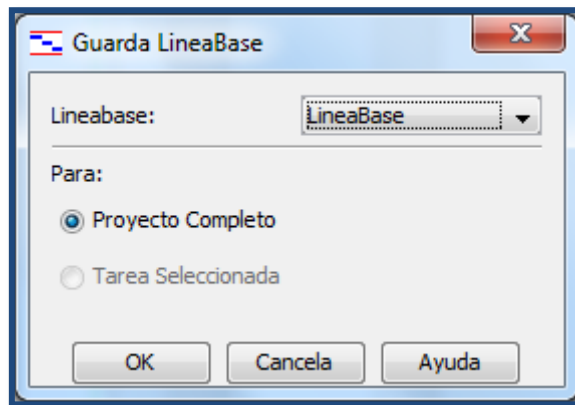 Guarda LineaBase
Lineabase: LineaBase
Para:
Proyecto Completo
Tarea Seleccionada
OK Cancela Ayuda